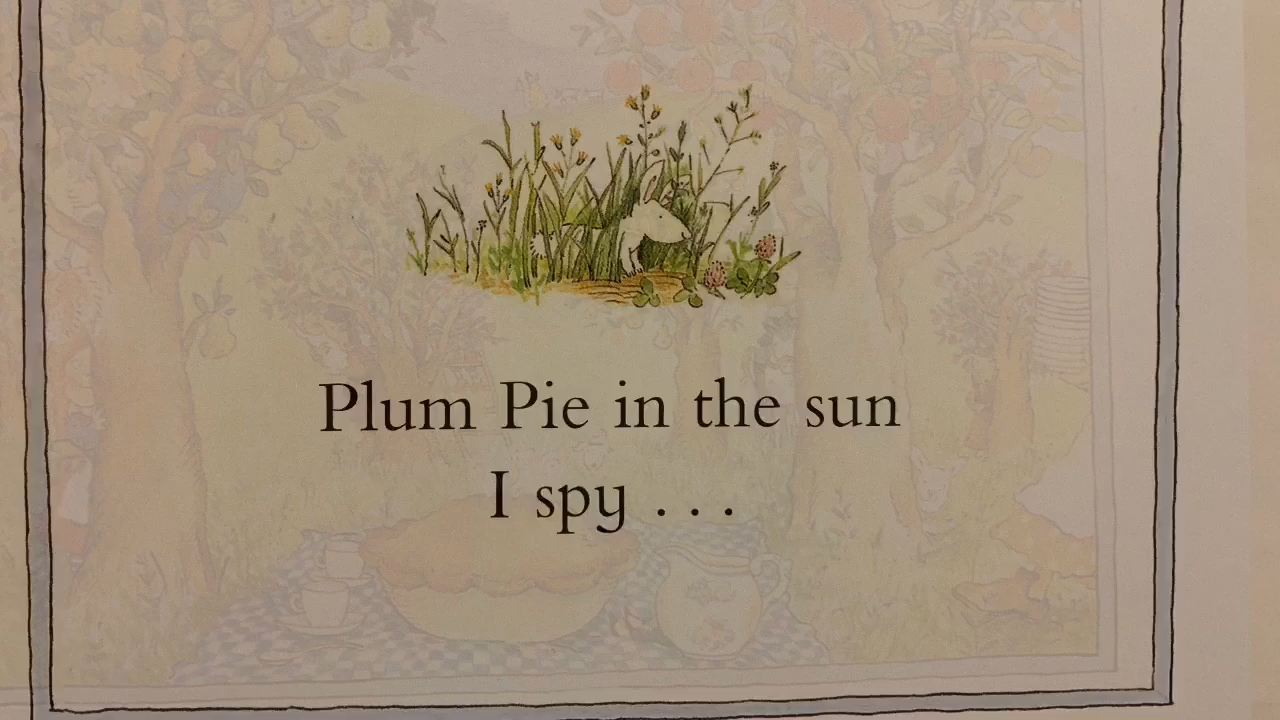 Plum Pie in the sun
I spy . . .